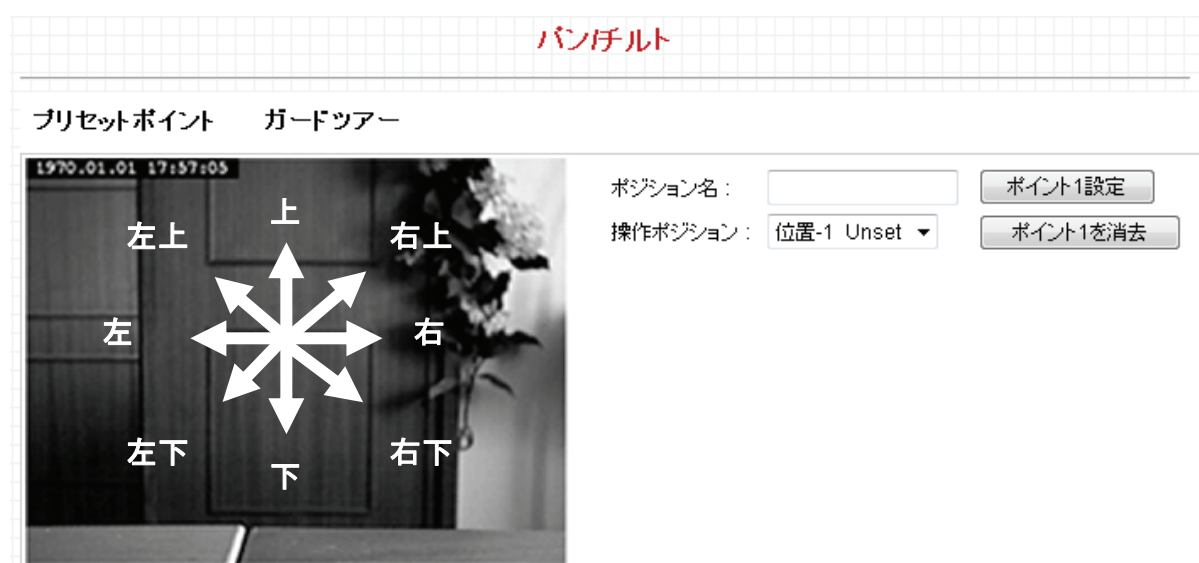 パン/チルト
プリセットポイント ガードツアー
1970.01.01 17:57:05
ポジション名 : ポイント1設定
操作ポジション : 位置-1 Unset ポイント1を消去
左上 上 右上
左 右
左下 下 右下